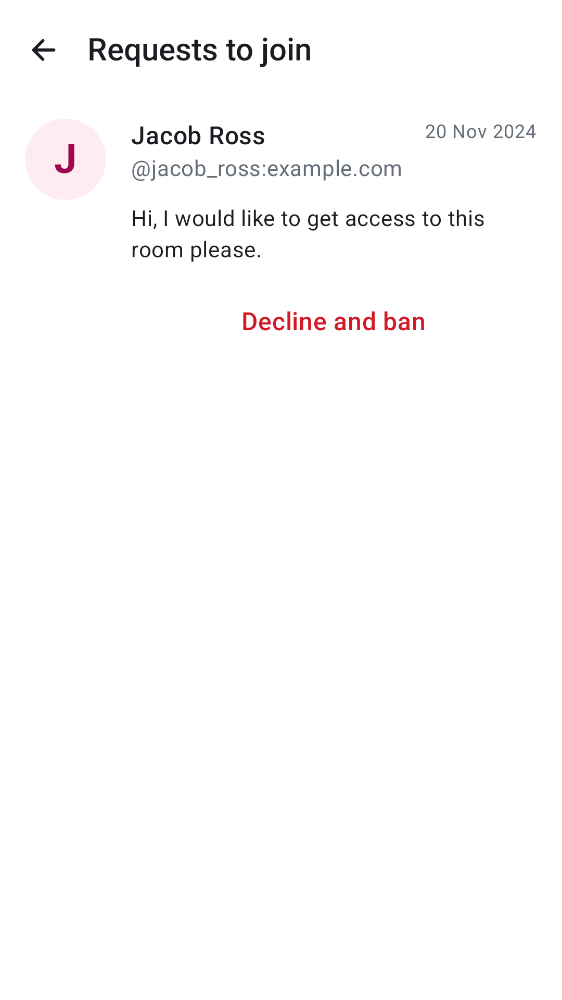 Requests to join
J
Jacob Ross
20 Nov 2024
@jacob_ross:example.com
Hi, I would like to get access to this
room please.
Decline and ban